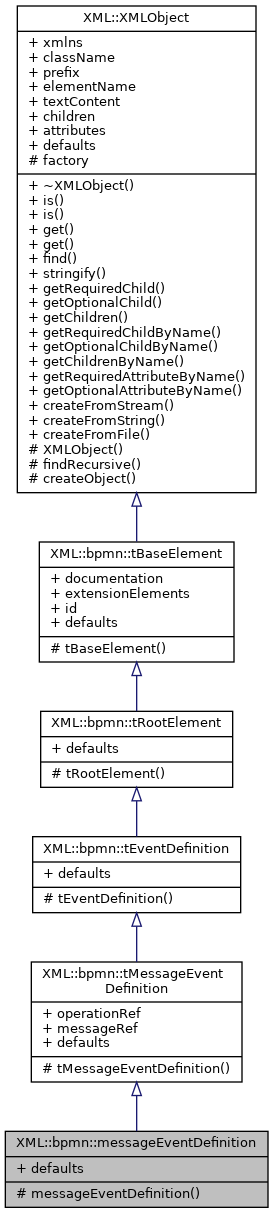 XML::XMLObject
+ xmlns
+ className
+ prefix
+ elementName
+ textContent
+ children
+ attributes
+ defaults
# factory
+ ~XMLObject()
+ is()
+ is()
+ get()
+ get()
+ find()
+ stringify()
+ getRequiredChild()
+ getOptionalChild()
+ getChildren()
+ getRequiredChildByName()
+ getOptionalChildByName()
+ getChildrenByName()
+ getRequiredAttributeByName()
+ getOptionalAttributeByName()
+ createFromStream()
+ createFromString()
+ createFromFile()
# XMLObject()
# findRecursive()
# createObject()
XML::bpmn::tBaseElement
+ documentation
+ extensionElements
+ id
+ defaults
# tBaseElement()
XML::bpmn::tRootElement
+ defaults
# tRootElement()
XML::bpmn::tEventDefinition
+ defaults
# tEventDefinition()
XML::bpmn::tMessageEvent
Definition
+ operationRef
+ messageRef
+ defaults
# tMessageEventDefinition()
XML::bpmn::messageEventDefinition
+ defaults
# messageEventDefinition()